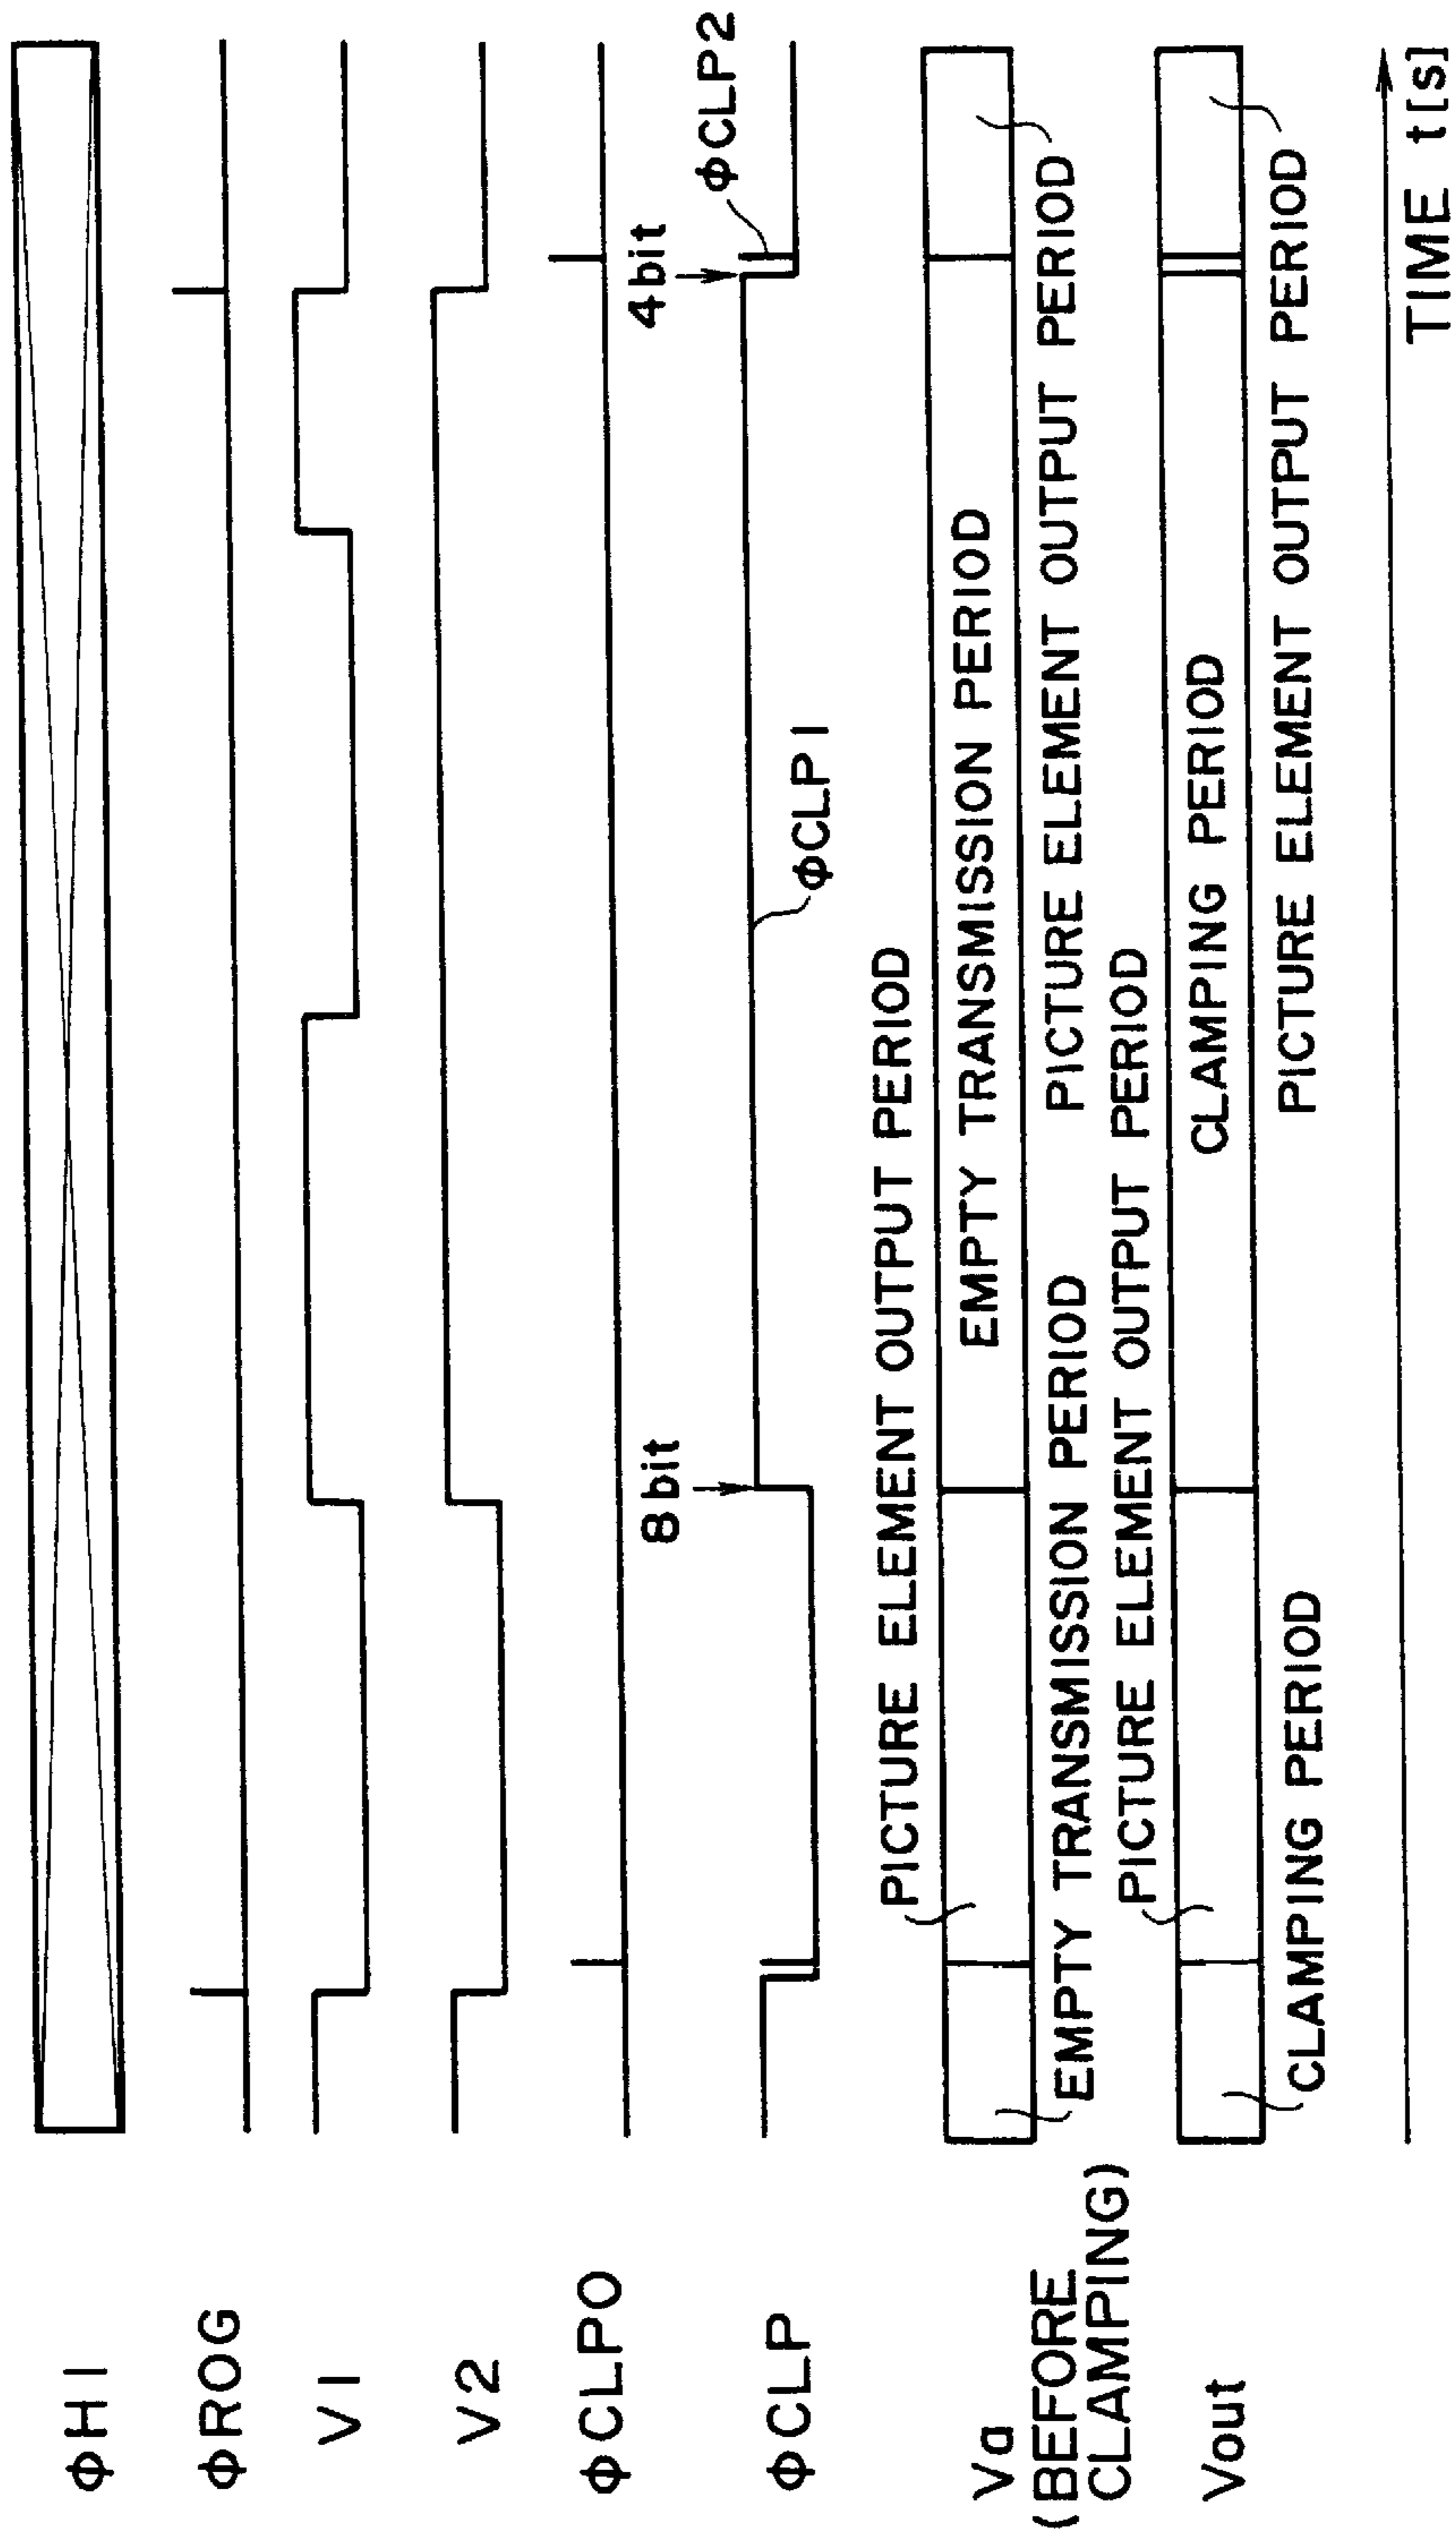 φH1
φROG
V1
V2
φCLPO
4bit
8bit
φCLP
φCLP1
φCLP2
PICTURE ELEMENT OUTPUT PERIOD
Va
(BEFORE
CLAMPING)
EMPTY TRANSMISSION PERIOD
EMPTY TRANSMISSION PERIOD
PICTURE ELEMENT OUTPUT PERIOD
PICTURE ELEMENT OUTPUT PERIOD
Vout
CLAMPING PERIOD
CLAMPING PERIOD
PICTURE ELEMENT OUTPUT PERIOD
TIME t[s]